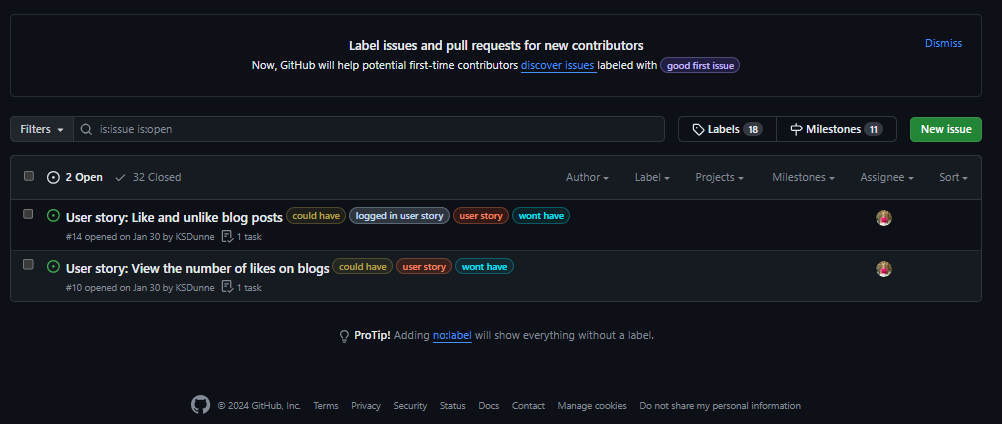 Label issues and pull requests for new contributors
Dismiss
Now, GitHub will help potential first-time contributors discover issues labeled with good first issue
Filters is:issue is:open Labels 18 Milestones 11 New issue
2 Open 32 Closed Author Label Projects Milestones Assignee Sort
User story: Like and unlike blog posts could have logged in user story user story wont have
#14 opened on Jan 30 by KSDunne 1 task
User story: View the number of likes on blogs could have user story wont have
#10 opened on Jan 30 by KSDunne 1 task
ProTip! Adding no:label will show everything without a label.
© 2024 GitHub, Inc. Terms Privacy Security Status Docs Contact Manage cookies Do not share my personal information